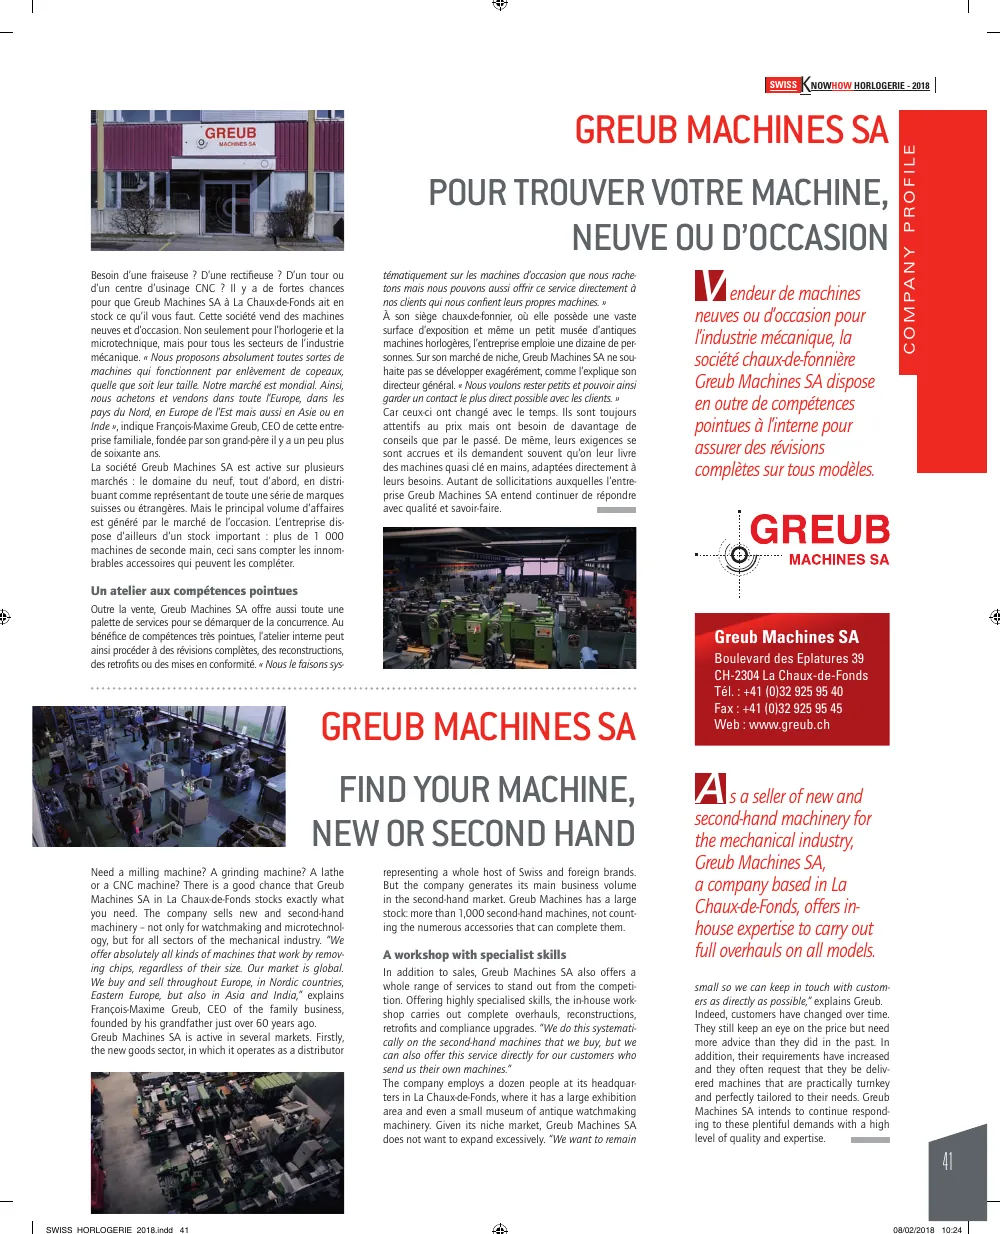 SWISS KNOWHOW HORLOGERIE - 2018
COMPANY PROFILE
GREUB
MACHINES SA
GREUB MACHINES SA
POUR TROUVER VOTRE MACHINE,
NEUVE OU D'OCCASION
Besoin d'une fraiseuse ? D'une rectifieuse ? D'un tour ou
d'un centre d'usinage CNC ? Il y a de fortes chances
pour que Greub Machines SA à La Chaux-de-Fonds ait en
stock ce qu'il vous faut. Cette société vend des machines
neuves et d'occasion. Non seulement pour l'horlogerie et la
microtechnique, mais pour tous les secteurs de l'industrie
mécanique. « Nous proposons absolument toutes sortes de
machines qui fonctionnent par enlèvement de copeaux,
quelle que soit leur taille. Notre marché est mondial. Ainsi,
nous achetons et vendons dans toute l'Europe, dans les
pays du Nord, en Europe de l'Est mais aussi en Asie ou en
Inde », indique François-Maxime Greub, CEO de cette entre-
prise familiale, fondée par son grand-père il y a un peu plus
de soixante ans.
La société Greub Machines SA est active sur plusieurs
marchés : le domaine du neuf, tout d'abord, en distri-
buant comme représentant de toute une série de marques
suisses ou étrangères. Mais le principal volume d'affaires
est généré par le marché de l'occasion. L'entreprise dis-
pose d'ailleurs d'un stock important : plus de 1 000
machines de seconde main, ceci sans compter les innom-
brables accessoires qui peuvent les compléter.
Un atelier aux compétences pointues
Outre la vente, Greub Machines SA offre aussi toute une
palette de services pour se démarquer de la concurrence. Au
bénéfice de compétences très pointues, l'atelier interne peut
ainsi procéder à des révisions complètes, des reconstructions,
des retrofits ou des mises en conformité. « Nous le faisons sys-
tématiquement sur les machines d'occasion que nous rache-
tons mais nous pouvons aussi offrir ce service directement à
nos clients qui nous confient leurs propres machines. »
À son siège chaux-de-fonnier, où elle possède une vaste
surface d'exposition et même un petit musée d'antiques
machines horlogères, l'entreprise emploie une dizaine de per-
sonnes. Sur son marché de niche, Greub Machines SA ne sou-
haite pas se développer exagérément, comme l'explique son
directeur général. « Nous voulons rester petits et pouvoir ainsi
garder un contact le plus direct possible avec les clients. »
Car ceux-ci ont changé avec le temps. Ils sont toujours
attentifs au prix mais ont besoin de davantage de
conseils que par le passé. De même, leurs exigences se
sont accrues et ils demandent souvent qu'on leur livre
des machines quasi clé en mains, adaptées directement à
leurs besoins. Autant de sollicitations auxquelles l'entre-
prise Greub Machines SA entend continuer de répondre
avec qualité et savoir-faire.
Vendeur de machines
neuves ou d'occasion pour
l'industrie mécanique, la
société chaux-de-fonnière
Greub Machines SA dispose
en outre de compétences
pointues à l'interne pour
assurer des révisions
complètes sur tous modèles.
GREUB
MACHINES SA
Greub Machines SA
Boulevard des Eplatures 39
CH-2304 La Chaux-de-Fonds
Tél. : +41 (0)32 925 95 40
Fax : +41 (0)32 925 95 45
Web : www.greub.ch
GREUB MACHINES SA
FIND YOUR MACHINE,
NEW OR SECOND HAND
Need a milling machine? A grinding machine? A lathe
or a CNC machine? There is a good chance that Greub
Machines SA in La Chaux-de-Fonds stocks exactly what
you need. The company sells new and second-hand
machinery – not only for watchmaking and microtechnol-
ogy, but for all sectors of the mechanical industry. “We
offer absolutely all kinds of machines that work by remov-
ing chips, regardless of their size. Our market is global.
We buy and sell throughout Europe, in Nordic countries,
Eastern Europe, but also in Asia and India,” explains
François-Maxime Greub, CEO of the family business,
founded by his grandfather just over 60 years ago.
Greub Machines SA is active in several markets. Firstly,
the new goods sector, in which it operates as a distributor
representing a whole host of Swiss and foreign brands.
But the company generates its main business volume
in the second-hand market. Greub Machines has a large
stock: more than 1,000 second-hand machines, not count-
ing the numerous accessories that can complete them.
A workshop with specialist skills
In addition to sales, Greub Machines SA also offers a
whole range of services to stand out from the competi-
tion. Offering highly specialised skills, the in-house work-
shop carries out complete overhauls, reconstructions,
retrofits and compliance upgrades. “We do this systemati-
cally on the second-hand machines that we buy, but we
can also offer this service directly for our customers who
send us their own machines.”
The company employs a dozen people at its headquar-
ters in La Chaux-de-Fonds, where it has a large exhibition
area and even a small museum of antique watchmaking
machinery. Given its niche market, Greub Machines SA
does not want to expand excessively. “We want to remain
As a seller of new and
second-hand machinery for
the mechanical industry,
Greub Machines SA,
a company based in La
Chaux-de-Fonds, offers in-
house expertise to carry out
full overhauls on all models.
small so we can keep in touch with custom-
ers as directly as possible,” explains Greub.
Indeed, customers have changed over time.
They still keep an eye on the price but need
more advice than they did in the past. In
addition, their requirements have increased
and they often request that they be deliv-
ered machines that are practically turnkey
and perfectly tailored to their needs. Greub
Machines SA intends to continue respond-
ing to these plentiful demands with a high
level of quality and expertise.
41
SWISS HORLOGERIE 2018.indd 41
08/02/2018 10:24